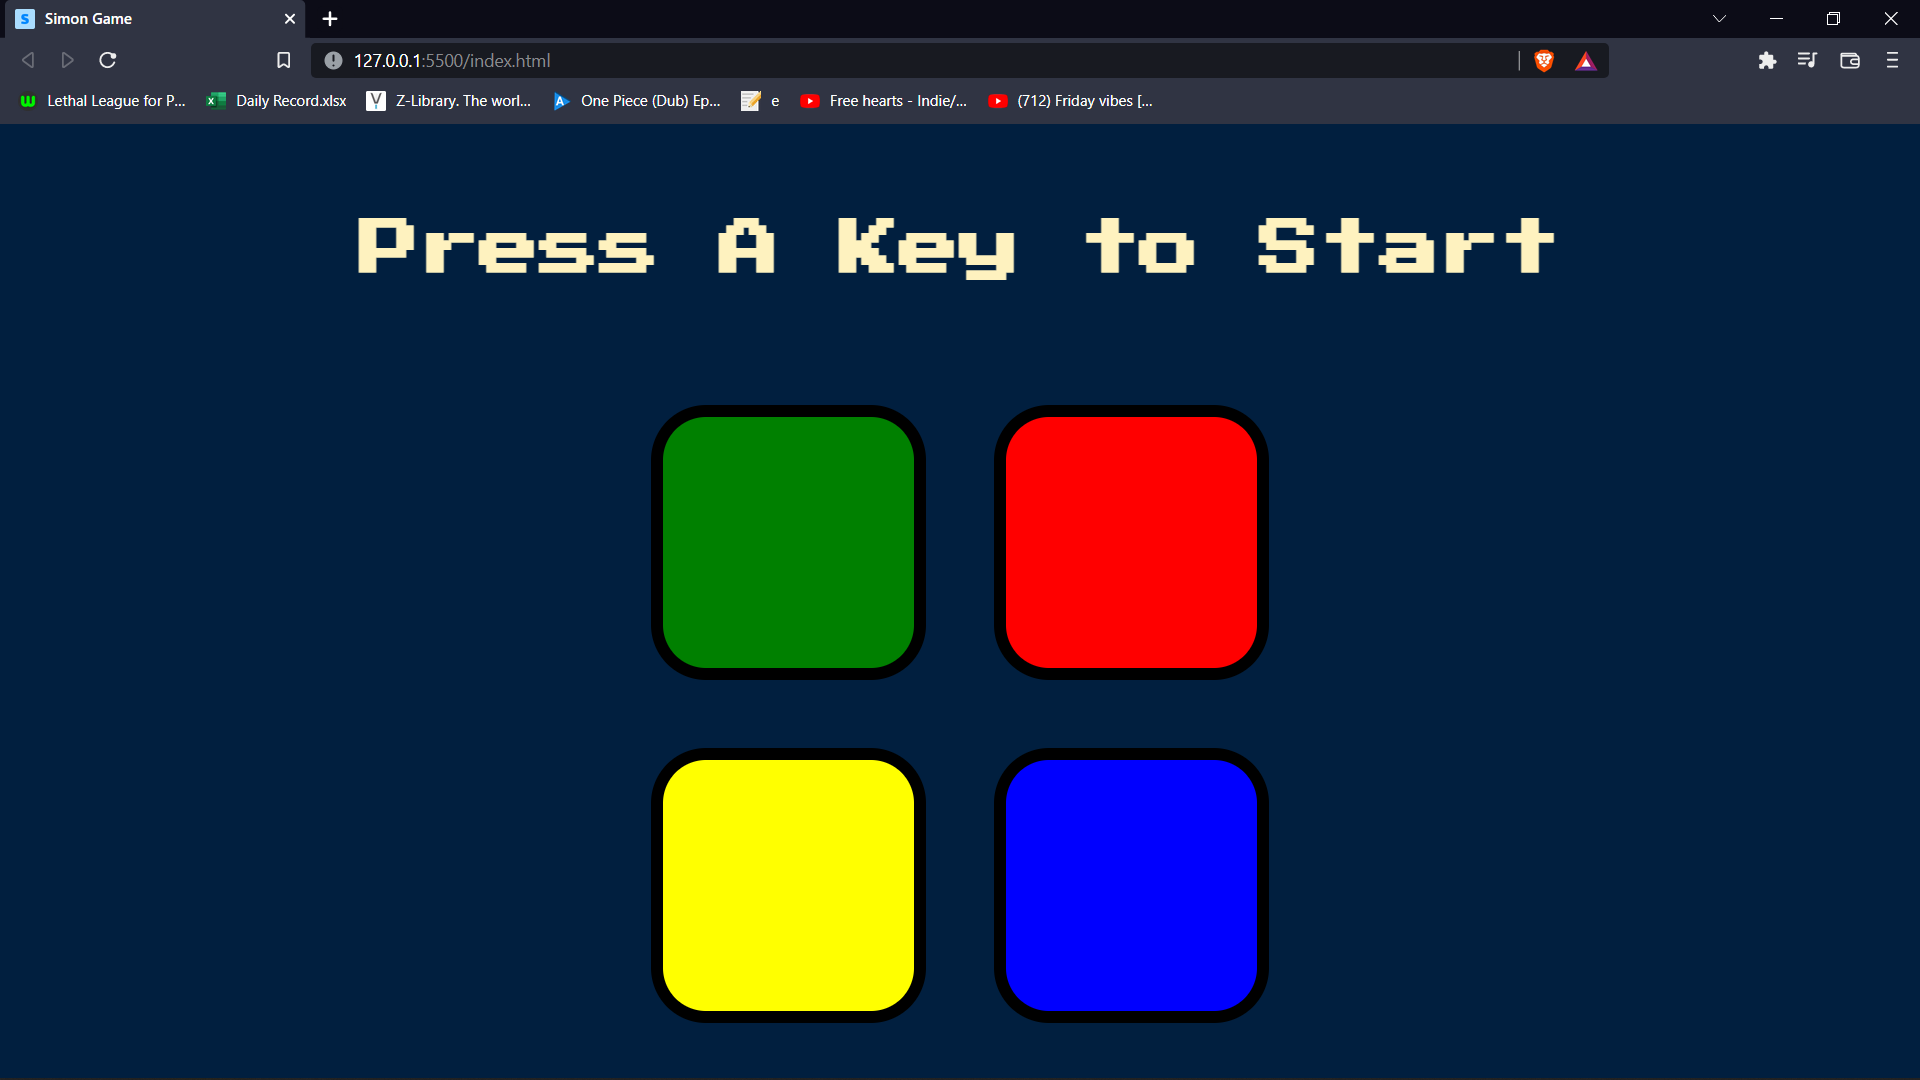 S Simon Game
127.0.0.1:5500/index.html
Lethal League for P... Daily Record.xlsx Z-Library. The worl... One Piece (Dub) Ep... e Free hearts - Indie/... (712) Friday vibes [...
Press A Key to Start